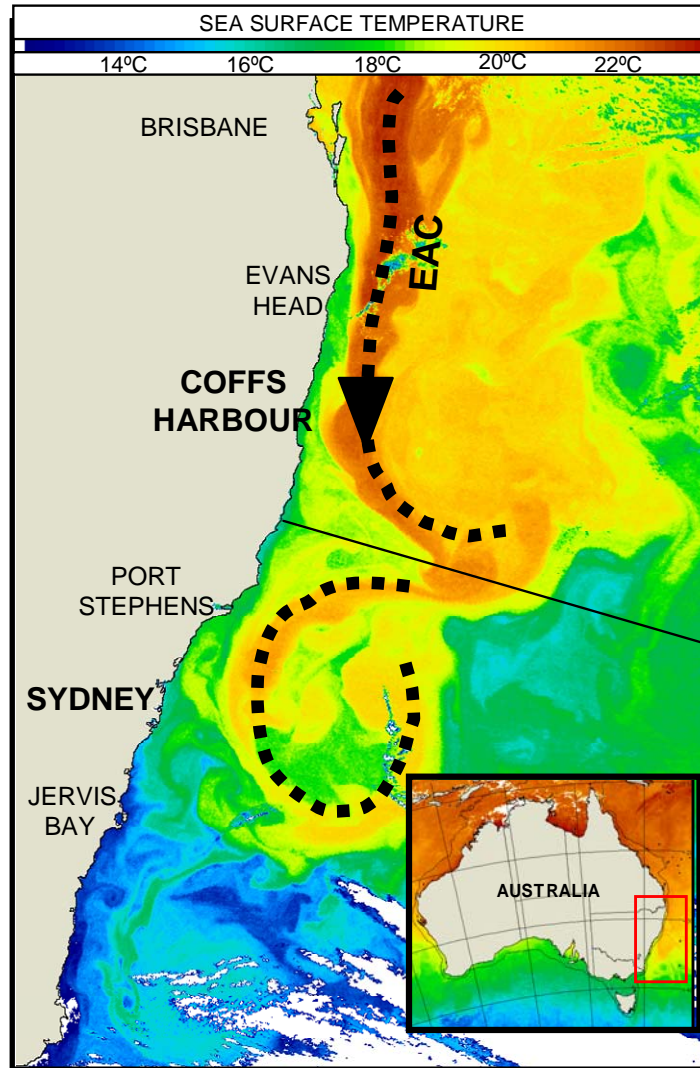 SEA SURFACE TEMPERATURE
14ºC 16ºC 18ºC 20ºC 22ºC
BRISBANE
EAC
EVANS
HEAD
COFFS
HARBOUR
PORT
STEPHENS
SYDNEY
JERVIS
BAY
AUSTRALIA